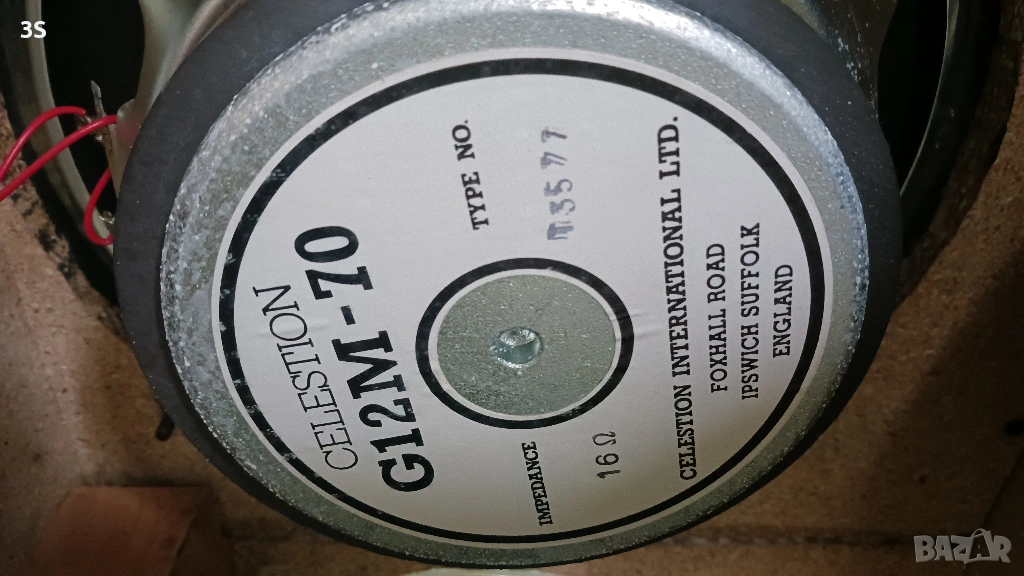 3S
CELESTION
G12M-70
TYPE NO.
T3577
IMPEDANCE
16Ω
CELESTION INTERNATIONAL LTD.
FOXHALL ROAD
IPSWICH SUFFOLK
ENGLAND
BAZAR